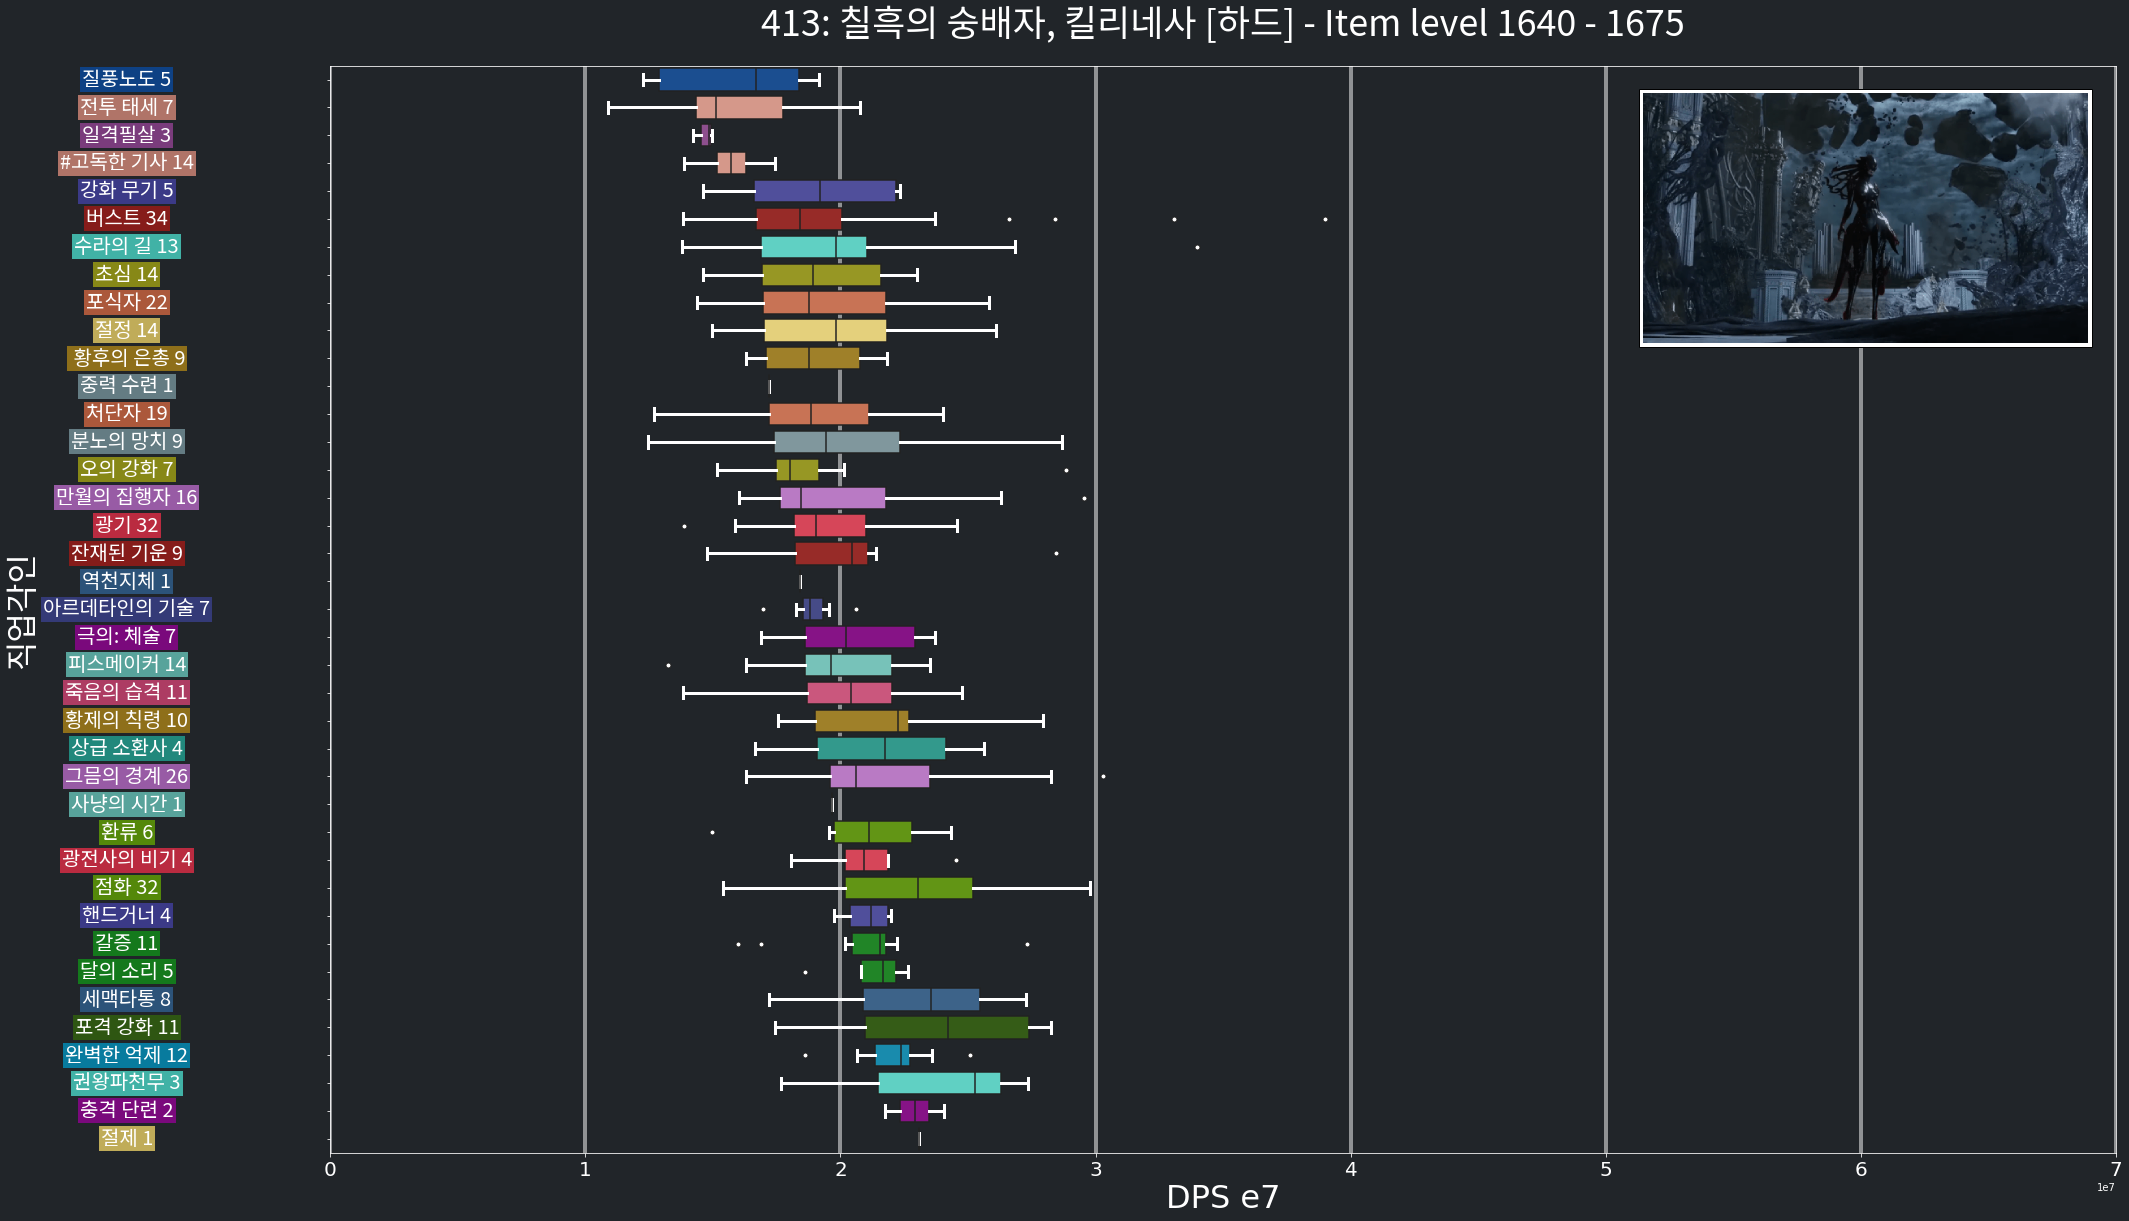 413: 칠흑의 숭배자, 킬리네사 [하드] - Item level 1640 - 1675
직업각인
질풍노도 5
전투 태세 7
일격필살 3
#고독한 기사 14
강화 무기 5
버스트 34
수라의 길 13
초심 14
포식자 22
절정 14
황후의 은총 9
중력 수련 1
처단자 19
분노의 망치 9
오의 강화 7
만월의 집행자 16
광기 32
잔재된 기운 9
역천지체 1
아르데타인의 기술 7
극의: 체술 7
피스메이커 14
죽음의 습격 11
황제의 칙령 10
상급 소환사 4
그믐의 경계 26
사냥의 시간 1
환류 6
광전사의 비기 4
점화 32
핸드거너 4
갈증 11
달의 소리 5
세맥타통 8
포격 강화 11
완벽한 억제 12
권왕파천무 3
충격 단련 2
절제 1
0 1 2 3 4 5 6 7
1e7
DPS e7